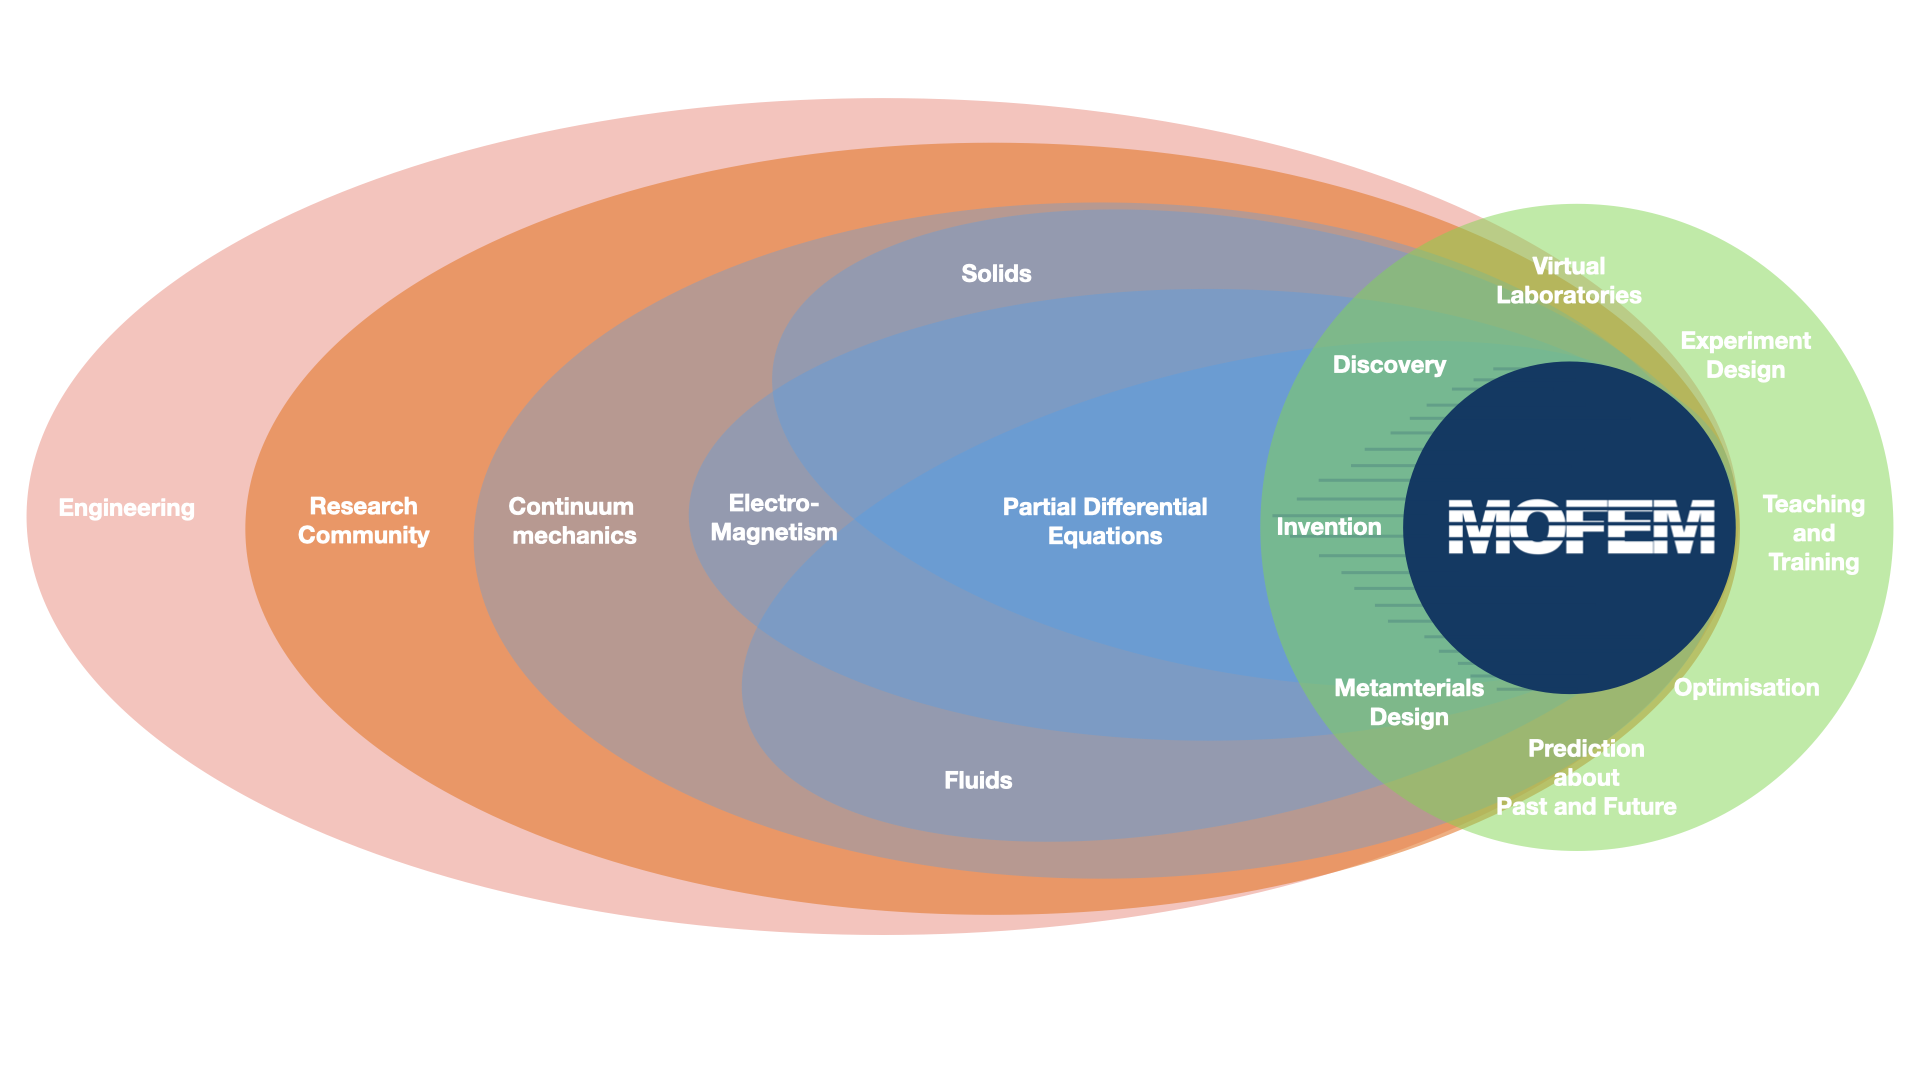 Engineering
Research
Community
Continuum
mechanics
Electro-
Magnetism
Solids
Fluids
Partial Differential
Equations
Discovery
Invention
Metamterials
Design
MOFEM
Virtual
Laboratories
Experiment
Design
Teaching
and
Training
Optimisation
Prediction
about
Past and Future